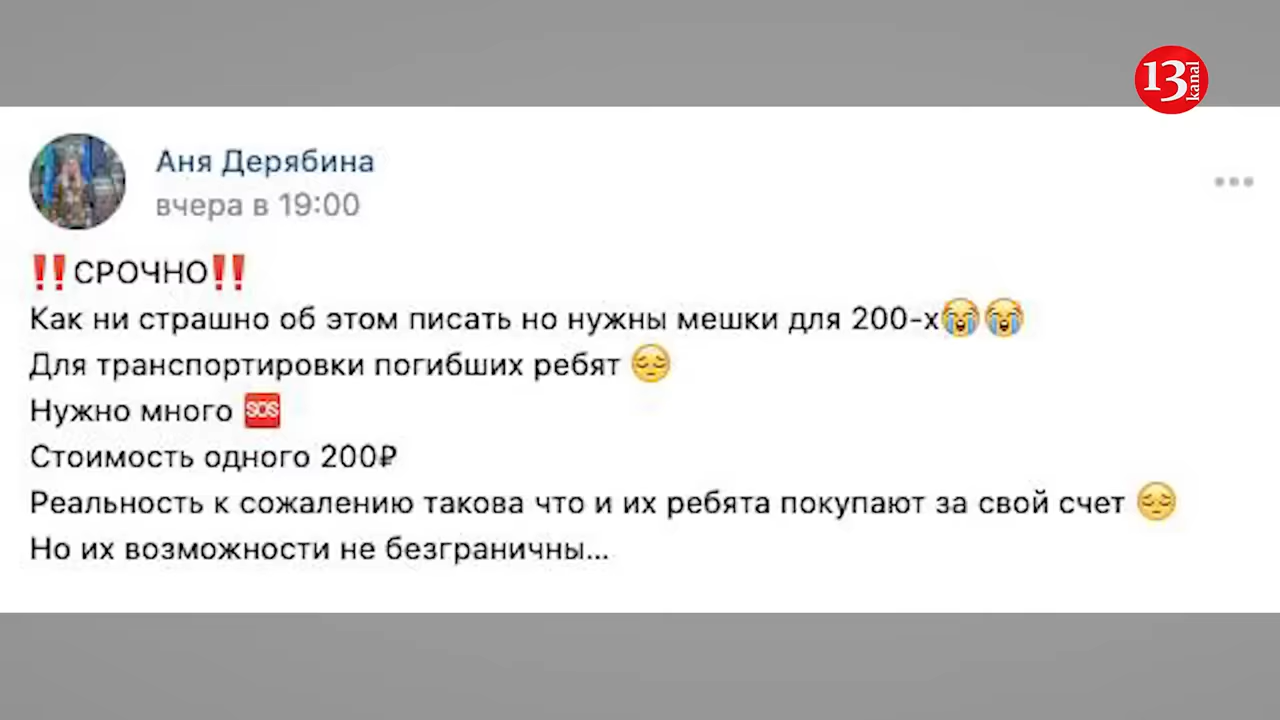 13 kanal
Аня Дерябина
вчера в 19:00
‼️СРОЧНО‼️
Как ни страшно об этом писать но нужны мешки для 200-х😭😭
Для транспортировки погибших ребят 😔
Нужно много 🆘
Стоимость одного 200₽
Реальность к сожалению такова что и их ребята покупают за свой счет 😔
Но их возможности не безграничны...